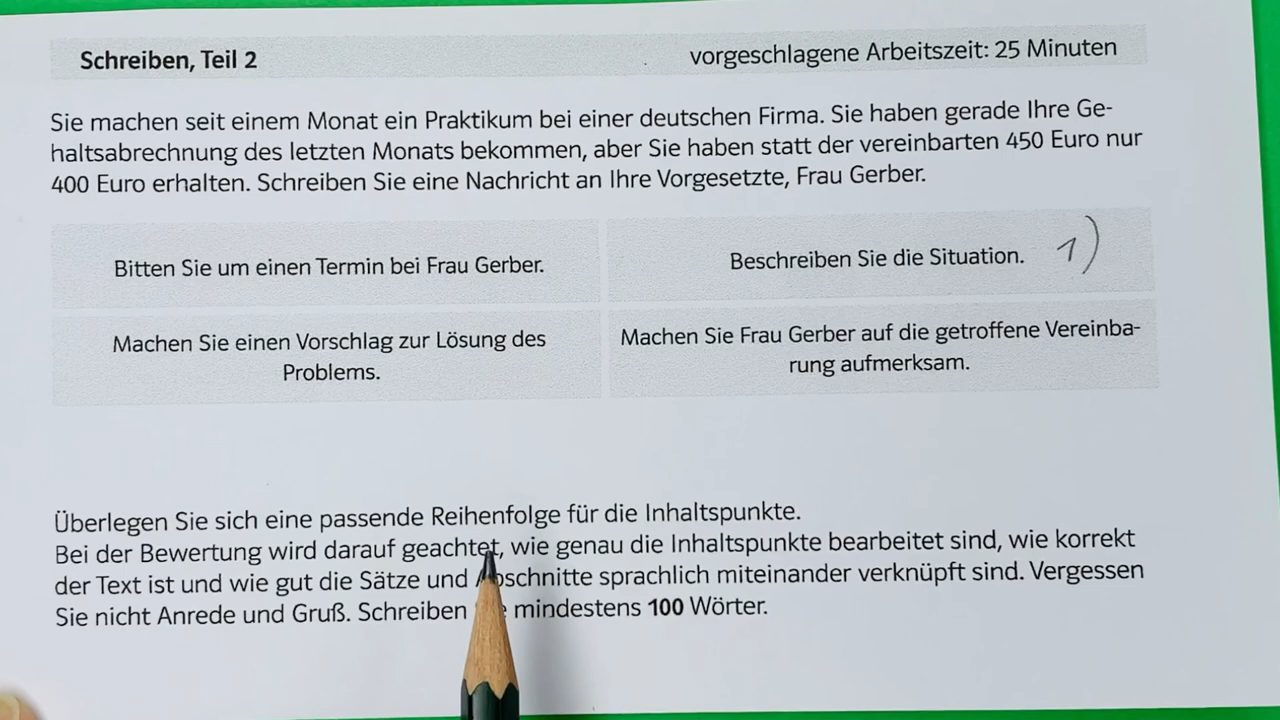 Schreiben, Teil 2 vorgeschlagene Arbeitszeit: 25 Minuten
Sie machen seit einem Monat ein Praktikum bei einer deutschen Firma. Sie haben gerade Ihre Ge-
haltsabrechnung des letzten Monats bekommen, aber Sie haben statt der vereinbarten 450 Euro nur
400 Euro erhalten. Schreiben Sie eine Nachricht an Ihre Vorgesetzte, Frau Gerber.
Bitten Sie um einen Termin bei Frau Gerber.
Beschreiben Sie die Situation. 1)
Machen Sie einen Vorschlag zur Lösung des
Problems.
Machen Sie Frau Gerber auf die getroffene Vereinba-
rung aufmerksam.
Überlegen Sie sich eine passende Reihenfolge für die Inhaltspunkte.
Bei der Bewertung wird darauf geachtet, wie genau die Inhaltspunkte bearbeitet sind, wie korrekt
der Text ist und wie gut die Sätze und Abschnitte sprachlich miteinander verknüpft sind. Vergessen
Sie nicht Anrede und Gruß. Schreiben mindestens 100 Wörter.